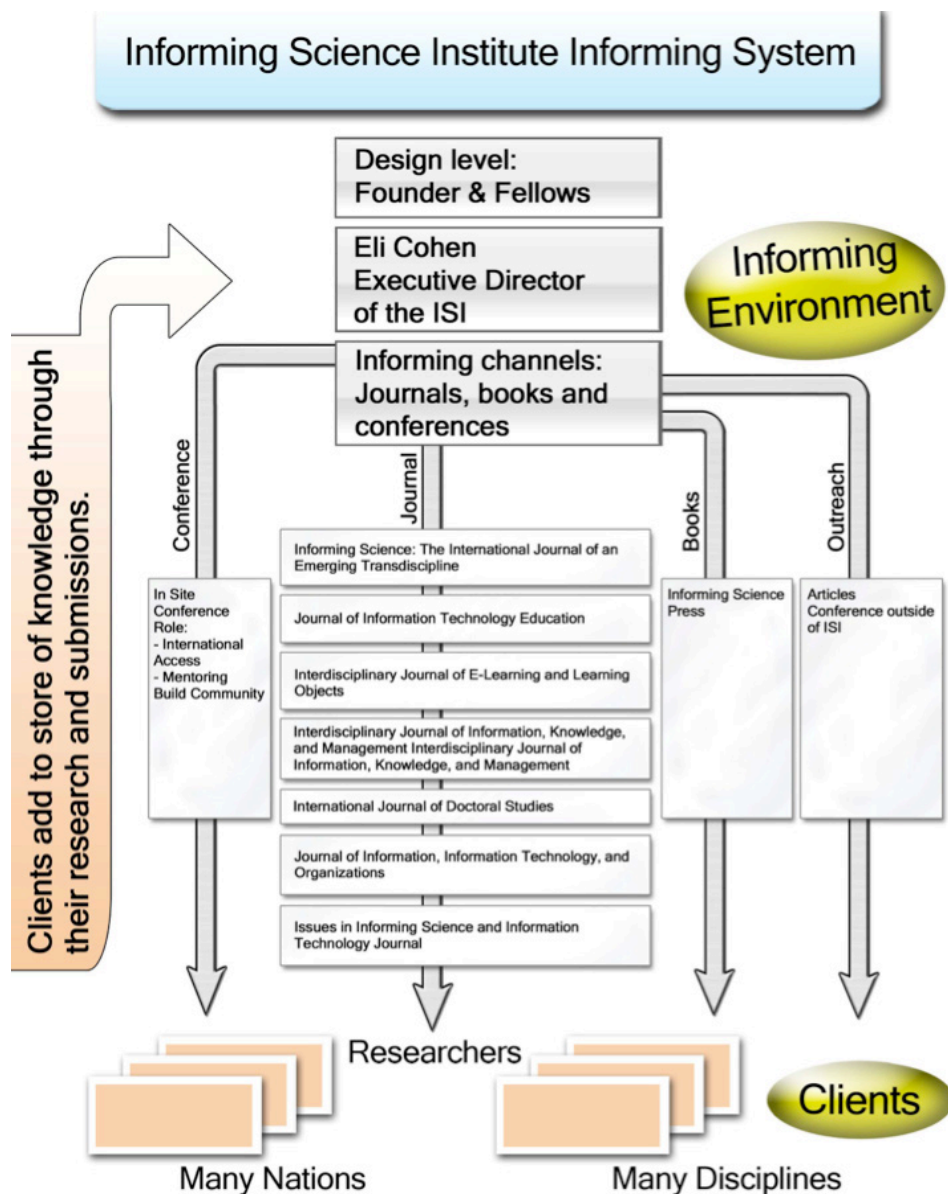 Informing Science Institute Informing System
Design level:
Founder & Fellows
Eli Cohen
Executive Director
of the ISI
Informing
Environment
Informing channels:
Journals, books and
conferences
Clients add to store of knowledge through
their research and submissions.
Conference
Journal
Books
Outreach
In Site
Conference
Role:
- International
Access
- Mentoring
Build Community
Informing Science: The International Journal of an
Emerging Transdiscipline
Journal of Information Technology Education
Interdisciplinary Journal of E-Learning and Learning
Objects
Interdisciplinary Journal of Information, Knowledge,
and Management Interdisciplinary Journal of
Information, Knowledge, and Management
International Journal of Doctoral Studies
Journal of Information, Information Technology, and
Organizations
Issues in Informing Science and Information
Technology Journal
Informing Science
Press
Articles
Conference outside
of ISI
Researchers
Clients
Many Nations
Many Disciplines